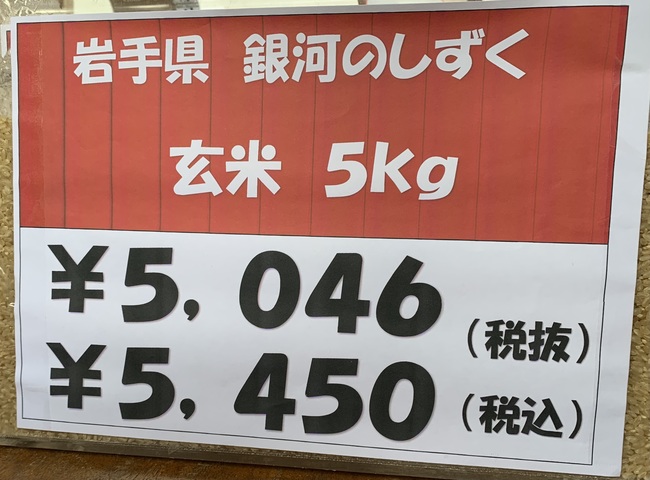 岩手県 銀河のしずく
玄米 5kg
¥5,046 (税抜)
¥5,450 (税込)